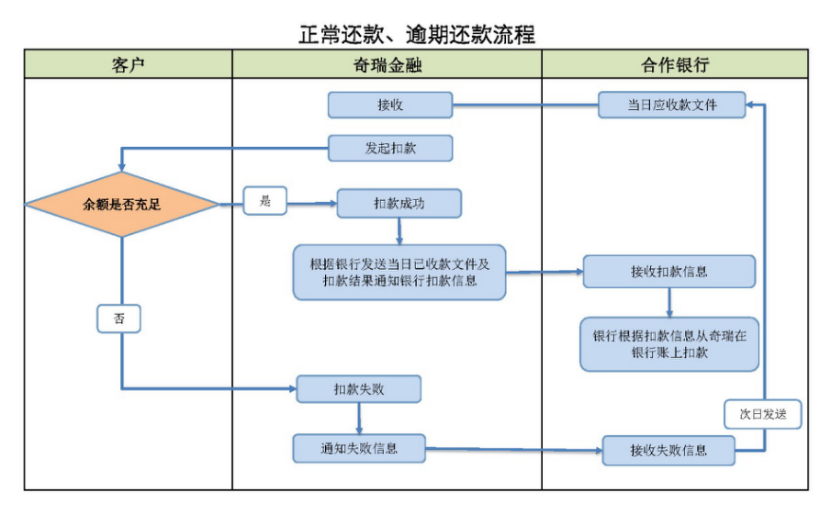 正常还款、逾期还款流程
客户
奇瑞金融
合作银行
接收
当日应收款文件
发起扣款
余额是否充足
是
扣款成功
根据银行发送当日已收款文件及
扣款结果通知银行扣款信息
接收扣款信息
否
银行根据扣款信息从奇瑞在
银行账上扣款
扣款失败
次日发送
通知失败信息
接收失败信息